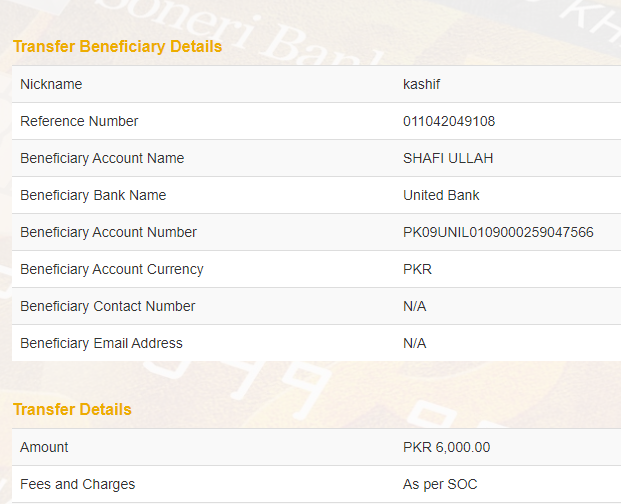 Soneri Bank
Transfer Beneficiary Details
Nickname kashif
Reference Number 011042049108
Beneficiary Account Name SHAFI ULLAH
Beneficiary Bank Name United Bank
Beneficiary Account Number PK09UNIL0109000259047566
Beneficiary Account Currency PKR
Beneficiary Contact Number N/A
Beneficiary Email Address N/A
Transfer Details
Amount PKR 6,000.00
Fees and Charges As per SOC